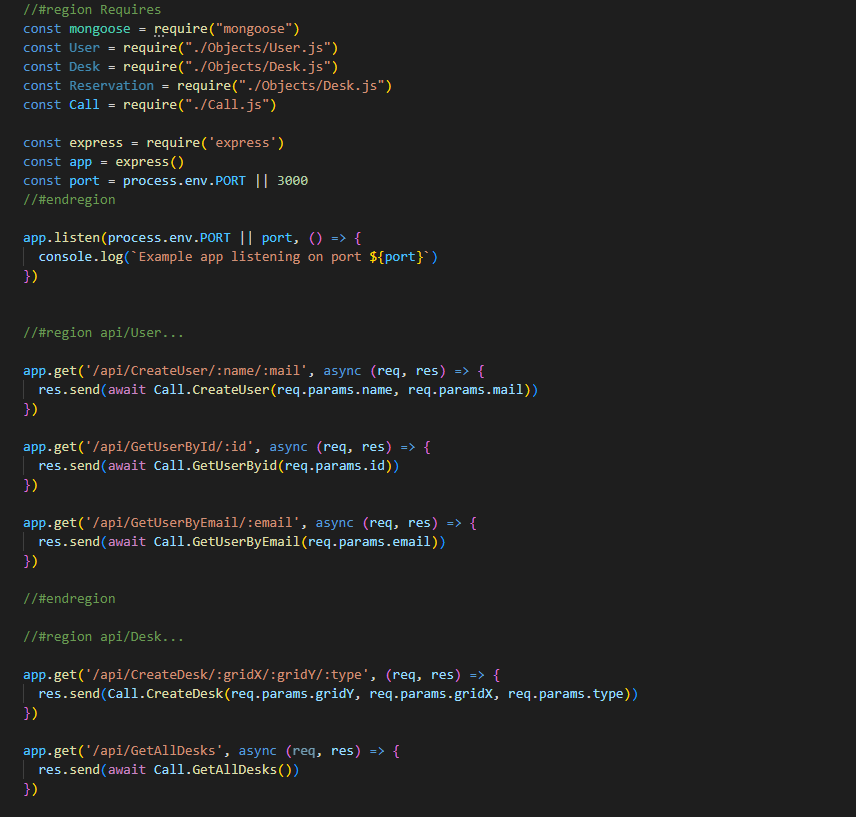 //#region Requires
const mongoose = require("mongoose")
const User = require("./Objects/User.js")
const Desk = require("./Objects/Desk.js")
const Reservation = require("./Objects/Desk.js")
const Call = require("./Call.js")
const express = require('express')
const app = express()
const port = process.env.PORT || 3000
//#endregion
app.listen(process.env.PORT || port, () => {
  console.log(`Example app listening on port ${port}`)
})
//#region api/User...
app.get('/api/CreateUser/:name/:mail', async (req, res) => {
  res.send(await Call.CreateUser(req.params.name, req.params.mail))
})
app.get('/api/GetUserById/:id', async (req, res) => {
  res.send(await Call.GetUserByid(req.params.id))
})
app.get('/api/GetUserByEmail/:email', async (req, res) => {
  res.send(await Call.GetUserByEmail(req.params.email))
})
//#endregion
//#region api/Desk...
app.get('/api/CreateDesk/:gridX/:gridY/:type', (req, res) => {
  res.send(Call.CreateDesk(req.params.gridY, req.params.gridX, req.params.type))
})
app.get('/api/GetAllDesks', async (req, res) => {
  res.send(await Call.GetAllDesks())
})